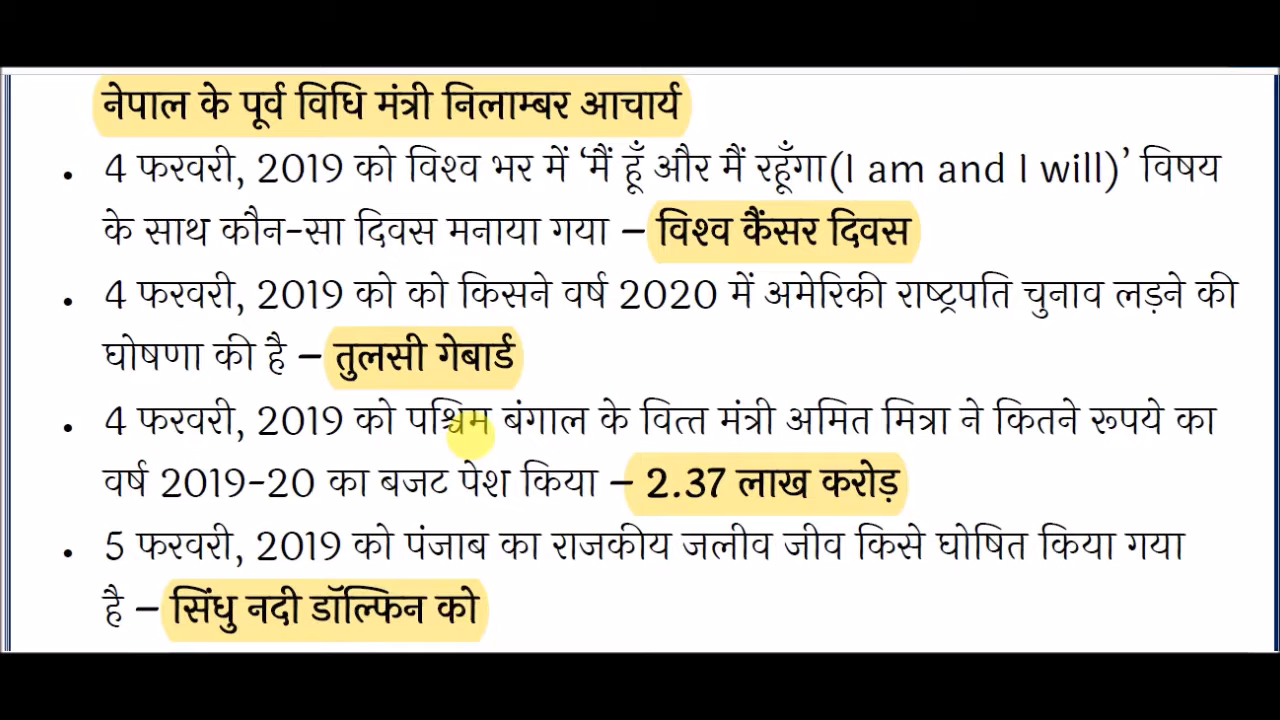 नेपाल के पूर्व विधि मंत्री निलाम्बर आचार्य
• 4 फरवरी, 2019 को विश्व भर में ‘मैं हूँ और मैं रहूँगा(I am and I will)’ विषय
के साथ कौन-सा दिवस मनाया गया – विश्व कैंसर दिवस
• 4 फरवरी, 2019 को को किसने वर्ष 2020 में अमेरिकी राष्ट्रपति चुनाव लड़ने की
घोषणा की है – तुलसी गेबार्ड
• 4 फरवरी, 2019 को पश्चिम बंगाल के वित्त मंत्री अमित मित्रा ने कितने रूपये का
वर्ष 2019-20 का बजट पेश किया – 2.37 लाख करोड़
• 5 फरवरी, 2019 को पंजाब का राजकीय जलीव जीव किसे घोषित किया गया
है – सिंधु नदी डॉल्फिन को